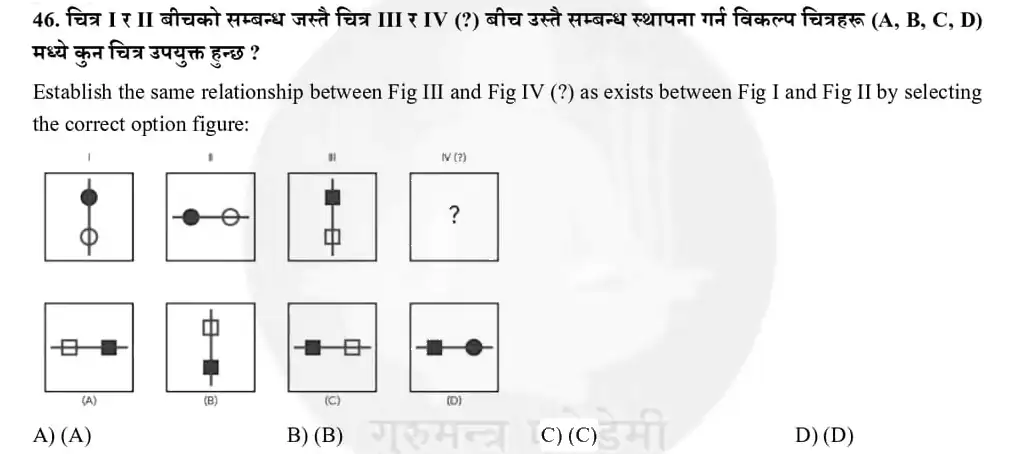 46. चित्र I र II बीचको सम्बन्ध जस्तै चित्र III र IV (?) बीच उस्तै सम्बन्ध स्थापना गर्न विकल्प चित्रहरू (A, B, C, D)
मध्ये कुन चित्र उपयुक्त हुन्छ ?
Establish the same relationship between Fig III and Fig IV (?) as exists between Fig I and Fig II by selecting
the correct option figure:
I II III IV (?)
?
(A) (B) (C) (D)
A) (A) B) (B) C) (C) D) (D)
गुरुमन्त्र